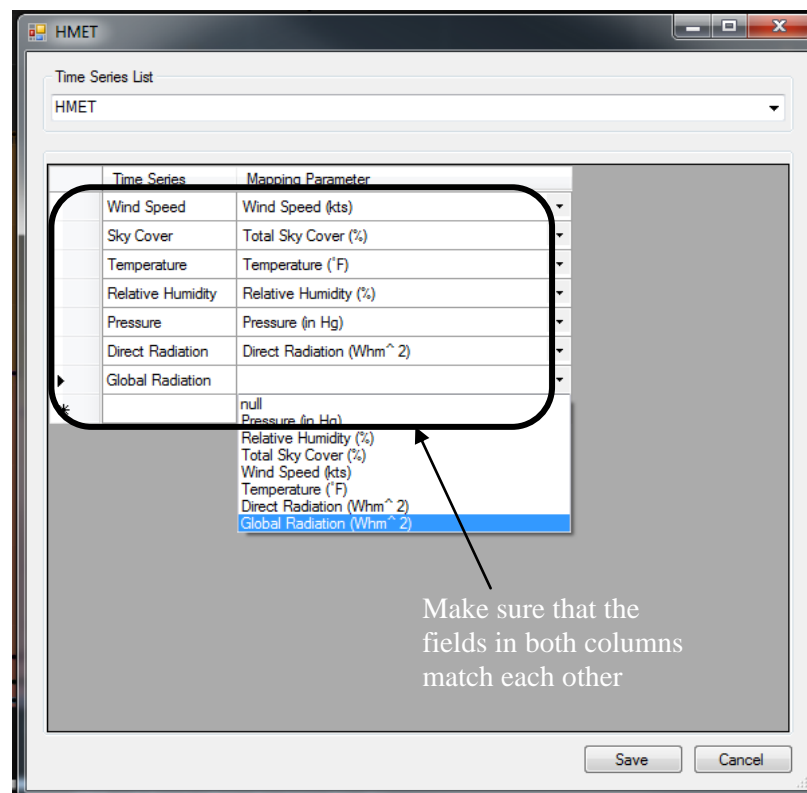 HMET
Time Series List
HMET
Time Series Mapping Parameter
Wind Speed Wind Speed (kts)
Sky Cover Total Sky Cover (%)
Temperature Temperature (˚F)
Relative Humidity Relative Humidity (%)
Pressure Pressure (in Hg)
Direct Radiation Direct Radiation (Whm^ 2)
Global Radiation
null
Pressure (in Hg)
Relative Humidity (%)
Total Sky Cover (%)
Wind Speed (kts)
Temperature (˚F)
Direct Radiation (Whm^ 2)
Global Radiation (Whm^ 2)
Make sure that the
fields in both columns
match each other
Save Cancel